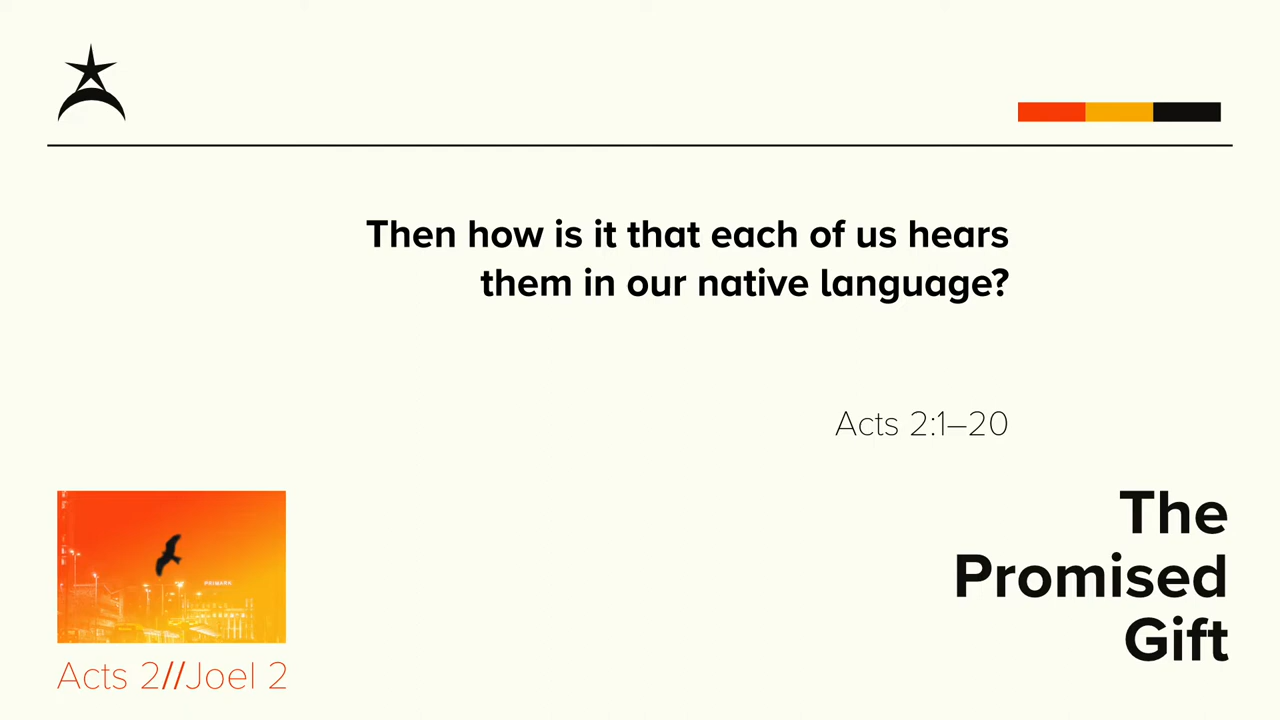 Then how is it that each of us hears
them in our native language?
Acts 2:1–20
The
Promised
Gift
PRIMARK
Acts 2//Joel 2